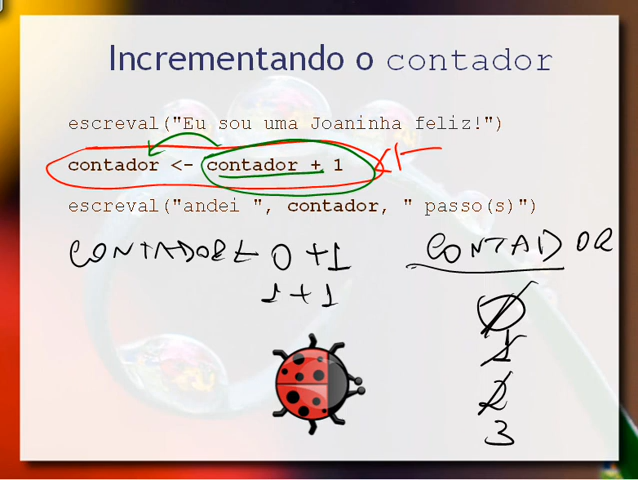 Incrementando o contador
escreval("Eu sou uma Joaninha feliz!")
contador <- contador + 1
escreval("andei ", contador, " passo(s)")
CONTADOR ← 0 +1
1 + 1
CONTADOR
0
1
2
3